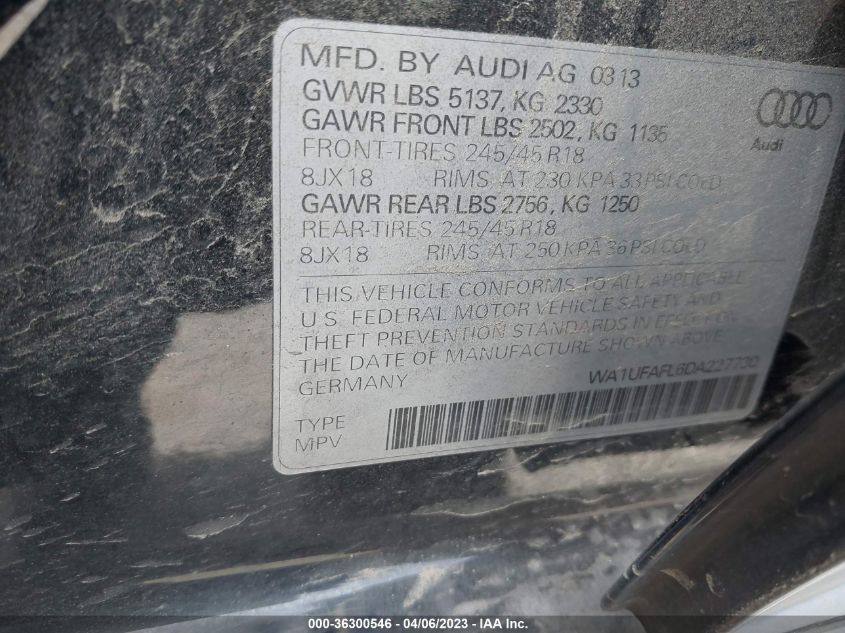 MFD. BY AUDI AG 03 13
GVWR LBS 5137, KG 2330
GAWR FRONT LBS 2502, KG 1135
FRONT-TIRES 245/45 R18
8JX18 RIMS AT 230 KPA 33 PSI COLD
GAWR REAR LBS 2756, KG 1250
REAR-TIRES 245/45 R18
8JX18 RIMS AT 250 KPA 36 PSI COLD
Audi
THIS VEHICLE CONFORMS TO ALL APPLICABLE
U.S. FEDERAL MOTOR VEHICLE SAFETY AND
THEFT PREVENTION STANDARDS IN EFFECT ON
THE DATE OF MANUFACTURE SHOWN ABOVE
GERMANY WA1UFAFL6DA227730
TYPE
MPV
000-36300546 - 04/06/2023 - IAAI.COM